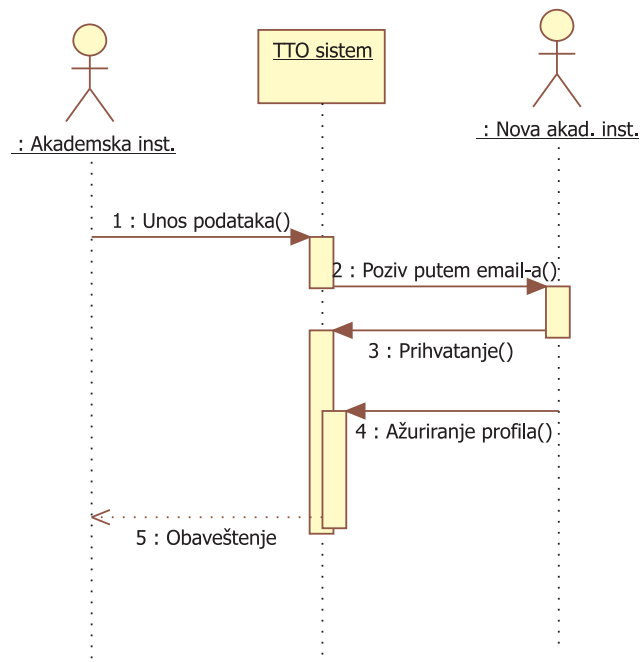 TTO sistem
: Akademska inst.
: Nova akad. inst.
1 : Unos podataka()
2 : Poziv putem email-a()
3 : Prihvatanje()
4 : Ažuriranje profila()
5 : Obaveštenje